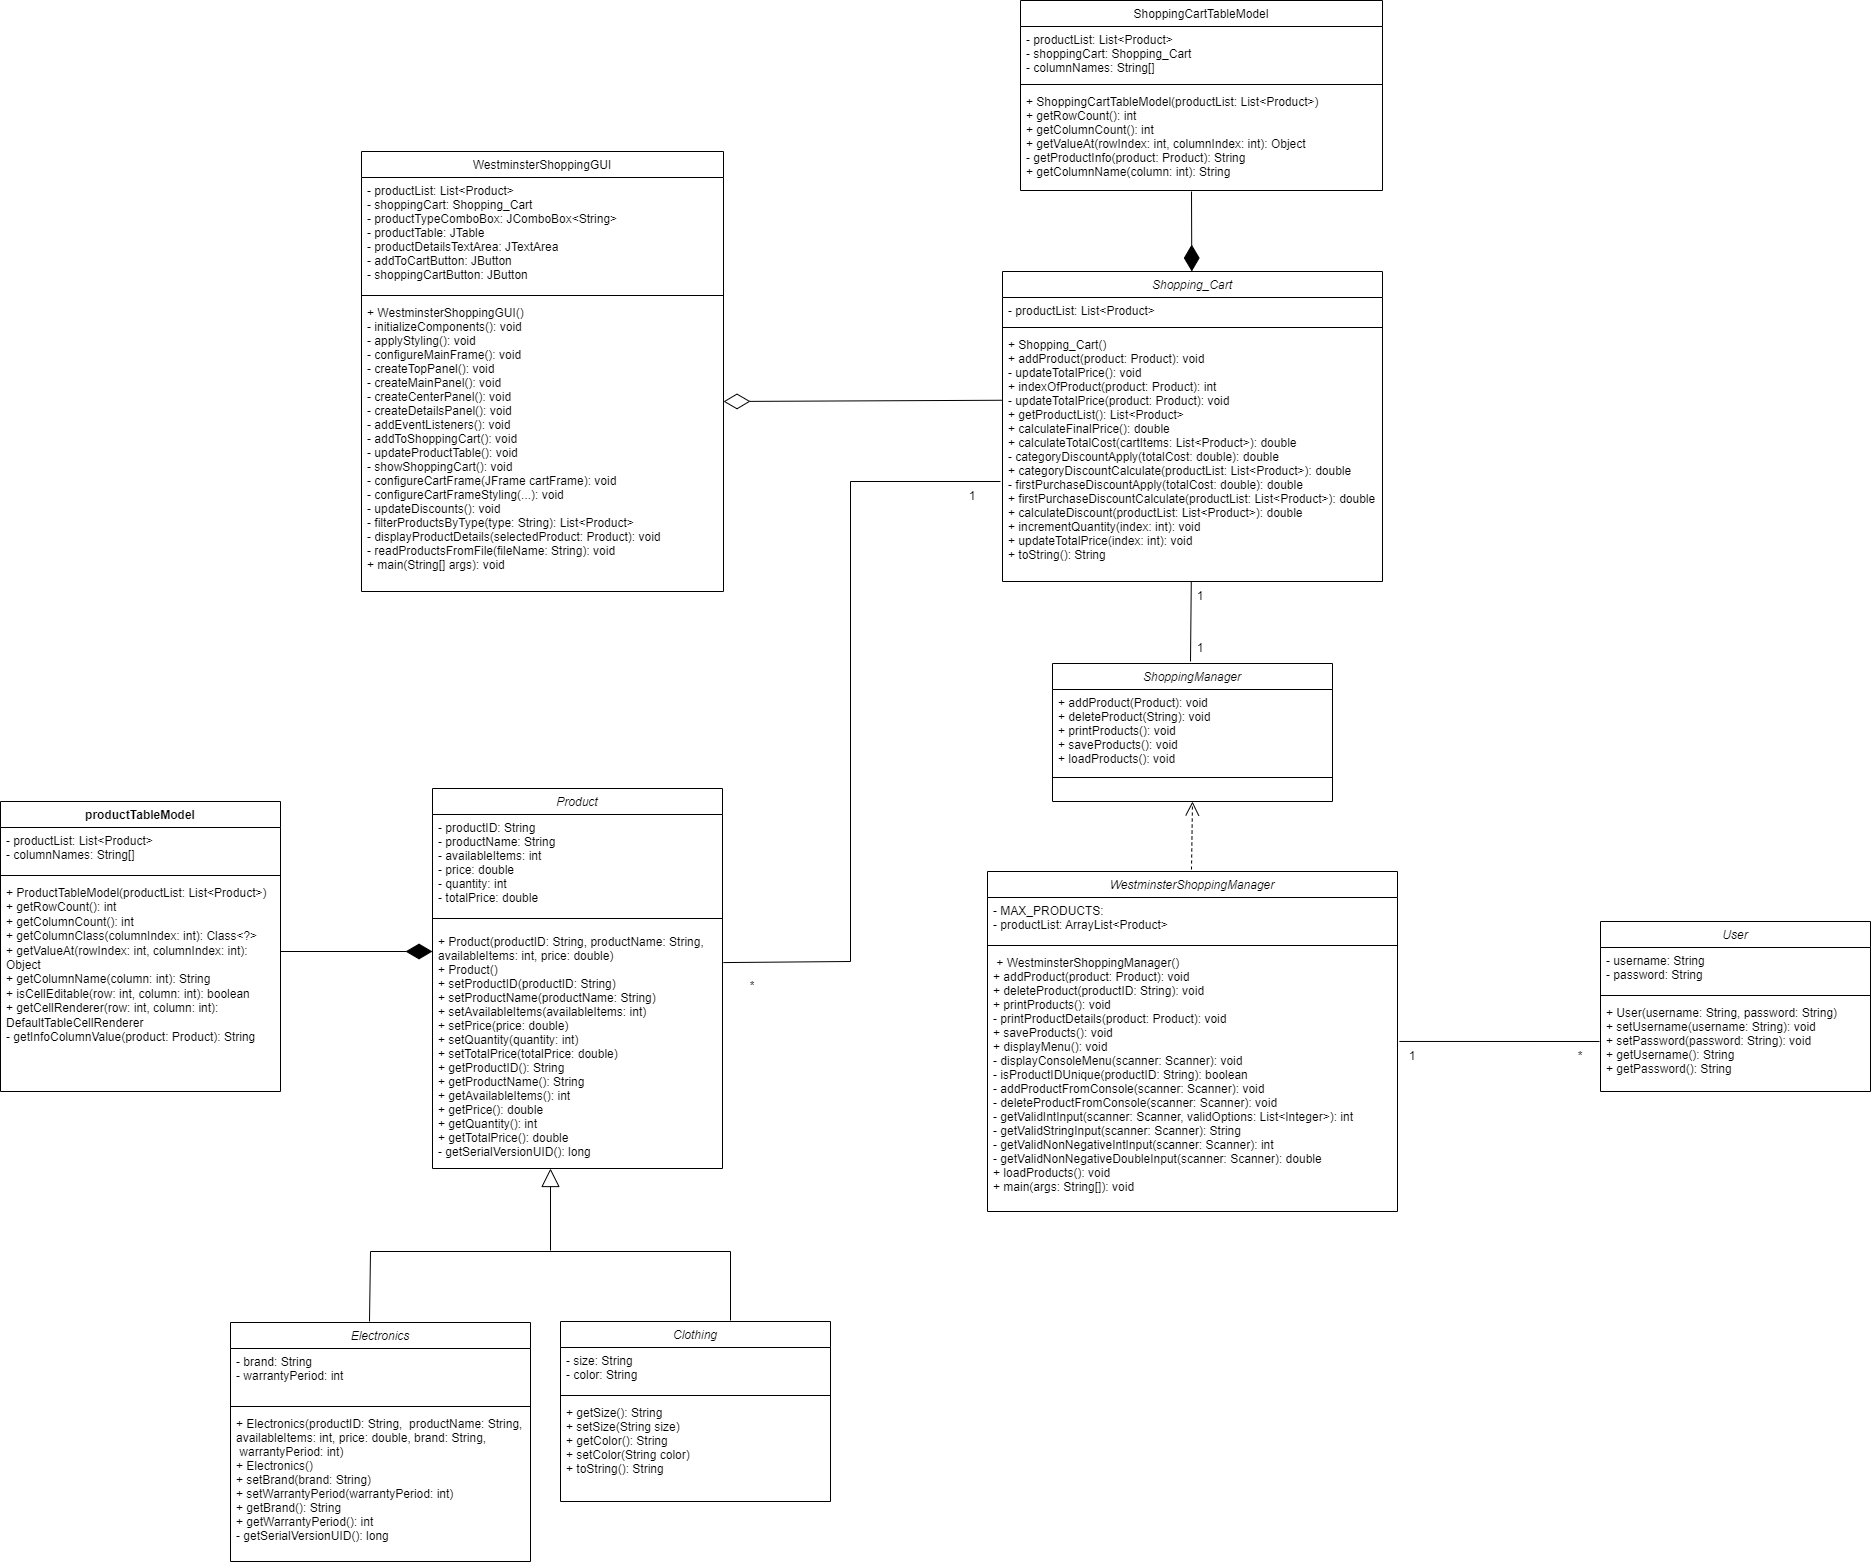 ShoppingCartTableModel
- productList: List<Product>
- shoppingCart: Shopping_Cart
- columnNames: String[]
+ ShoppingCartTableModel(productList: List<Product>)
+ getRowCount(): int
+ getColumnCount(): int
+ getValueAt(rowIndex: int, columnIndex: int): Object
- getProductInfo(product: Product): String
+ getColumnName(column: int): String
WestminsterShoppingGUI
- productList: List<Product>
- shoppingCart: Shopping_Cart
- productTypeComboBox: JComboBox<String>
- productTable: JTable
- productDetailsTextArea: JTextArea
- addToCartButton: JButton
- shoppingCartButton: JButton
+ WestminsterShoppingGUI()
- initializeComponents(): void
- applyStyling(): void
- configureMainFrame(): void
- createTopPanel(): void
- createMainPanel(): void
- createCenterPanel(): void
- createDetailsPanel(): void
- addEventListeners(): void
- addToShoppingCart(): void
- updateProductTable(): void
- showShoppingCart(): void
- configureCartFrame(JFrame cartFrame): void
- configureCartFrameStyling(...): void
- updateDiscounts(): void
- filterProductsByType(type: String): List<Product>
- displayProductDetails(selectedProduct: Product): void
- readProductsFromFile(fileName: String): void
+ main(String[] args): void
Shopping_Cart
- productList: List<Product>
+ Shopping_Cart()
+ addProduct(product: Product): void
- updateTotalPrice(): void
+ indexOfProduct(product: Product): int
- updateTotalPrice(product: Product): void
+ getProductList(): List<Product>
+ calculateFinalPrice(): double
+ calculateTotalCost(cartItems: List<Product>): double
- categoryDiscountApply(totalCost: double): double
+ categoryDiscountCalculate(productList: List<Product>): double
- firstPurchaseDiscountApply(totalCost: double): double
+ firstPurchaseDiscountCalculate(productList: List<Product>): double
+ calculateDiscount(productList: List<Product>): double
+ incrementQuantity(index: int): void
+ updateTotalPrice(index: int): void
+ toString(): String
1
1
1
ShoppingManager
+ addProduct(Product): void
+ deleteProduct(String): void
+ printProducts(): void
+ saveProducts(): void
+ loadProducts(): void
productTableModel
- productList: List<Product>
- columnNames: String[]
+ ProductTableModel(productList: List<Product>)
+ getRowCount(): int
+ getColumnCount(): int
+ getColumnClass(columnIndex: int): Class<?>
+ getValueAt(rowIndex: int, columnIndex: int):
Object
+ getColumnName(column: int): String
+ isCellEditable(row: int, column: int): boolean
+ getCellRenderer(row: int, column: int):
DefaultTableCellRenderer
- getInfoColumnValue(product: Product): String
Product
- productID: String
- productName: String
- availableItems: int
- price: double
- quantity: int
- totalPrice: double
+ Product(productID: String, productName: String,
availableItems: int, price: double)
+ Product()
+ setProductID(productID: String)
+ setProductName(productName: String)
+ setAvailableItems(availableItems: int)
+ setPrice(price: double)
+ setQuantity(quantity: int)
+ setTotalPrice(totalPrice: double)
+ getProductID(): String
+ getProductName(): String
+ getAvailableItems(): int
+ getPrice(): double
+ getQuantity(): int
+ getTotalPrice(): double
- getSerialVersionUID(): long
*
WestminsterShoppingManager
- MAX_PRODUCTS:
- productList: ArrayList<Product>
+ WestminsterShoppingManager()
+ addProduct(product: Product): void
+ deleteProduct(productID: String): void
+ printProducts(): void
- printProductDetails(product: Product): void
+ saveProducts(): void
+ displayMenu(): void
- displayConsoleMenu(scanner: Scanner): void
- isProductIDUnique(productID: String): boolean
- addProductFromConsole(scanner: Scanner): void
- deleteProductFromConsole(scanner: Scanner): void
- getValidIntInput(scanner: Scanner, validOptions: List<Integer>): int
- getValidStringInput(scanner: Scanner): String
- getValidNonNegativeIntInput(scanner: Scanner): int
- getValidNonNegativeDoubleInput(scanner: Scanner): double
+ loadProducts(): void
+ main(args: String[]): void
1
*
User
- username: String
- password: String
+ User(username: String, password: String)
+ setUsername(username: String): void
+ setPassword(password: String): void
+ getUsername(): String
+ getPassword(): String
Electronics
- brand: String
- warrantyPeriod: int
+ Electronics(productID: String,  productName: String,
availableItems: int, price: double, brand: String,
warrantyPeriod: int)
+ Electronics()
+ setBrand(brand: String)
+ setWarrantyPeriod(warrantyPeriod: int)
+ getBrand(): String
+ getWarrantyPeriod(): int
- getSerialVersionUID(): long
Clothing
- size: String
- color: String
+ getSize(): String
+ setSize(String size)
+ getColor(): String
+ setColor(String color)
+ toString(): String